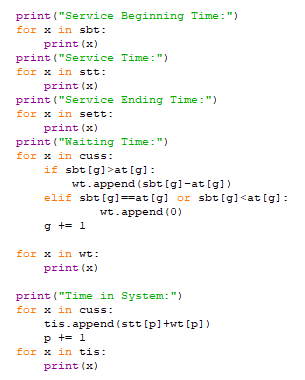 print("Service Beginning Time:")
for x in sbt:
    print(x)
print("Service Time:")
for x in stt:
    print(x)
print("Service Ending Time:")
for x in sett:
    print(x)
print("Waiting Time:")
for x in cuss:
    if sbt[g]>at[g]:
        wt.append(sbt[g]-at[g])
    elif sbt[g]==at[g] or sbt[g]<at[g]:
            wt.append(0)
    g += 1

for x in wt:
    print(x)

print("Time in System:")
for x in cuss:
    tis.append(stt[p]+wt[p])
    p += 1
for x in tis:
    print(x)